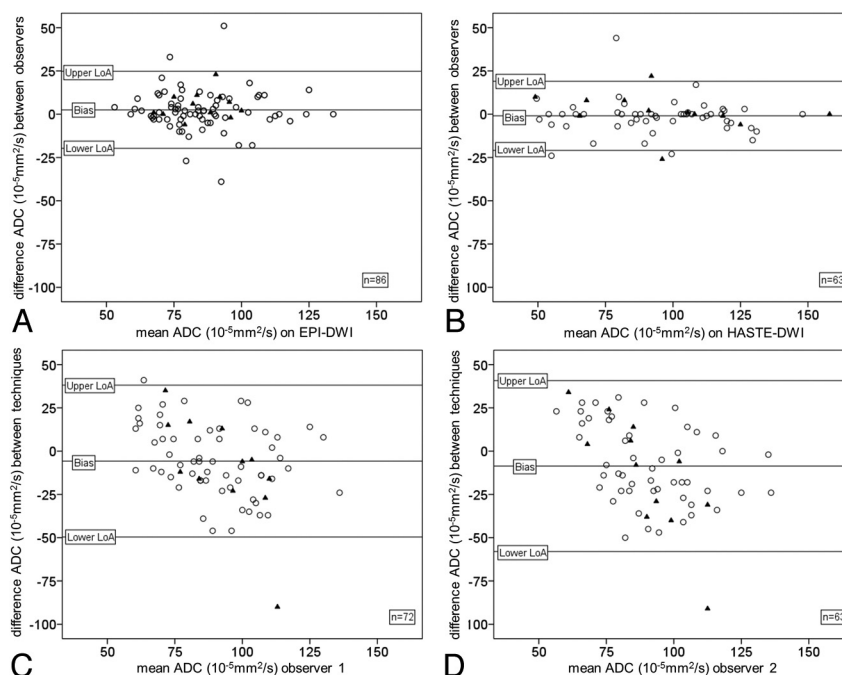 difference ADC (10⁻⁵mm²/s) between observers
50
25
0
-25
-50
-75
-100
Upper LoA
Bias
Lower LoA
n=86
50
75
100
125
150
A
mean ADC (10⁻⁵mm²/s) on EPI-DWI
difference ADC (10⁻⁵mm²/s) between observers
50
25
0
-25
-50
-75
-100
Upper LoA
Bias
Lower LoA
n=63
50
75
100
125
150
B
mean ADC (10⁻⁵mm²/s) on HASTE-DWI
difference ADC (10⁻⁵mm²/s) between techniques
50
25
0
-25
-50
-75
-100
Upper LoA
Bias
Lower LoA
n=72
50
75
100
125
150
C
mean ADC (10⁻⁵mm²/s) observer 1
difference ADC (10⁻⁵mm²/s) between techniques
50
25
0
-25
-50
-75
-100
Upper LoA
Bias
Lower LoA
n=63
50
75
100
125
150
D
mean ADC (10⁻⁵mm²/s) observer 2